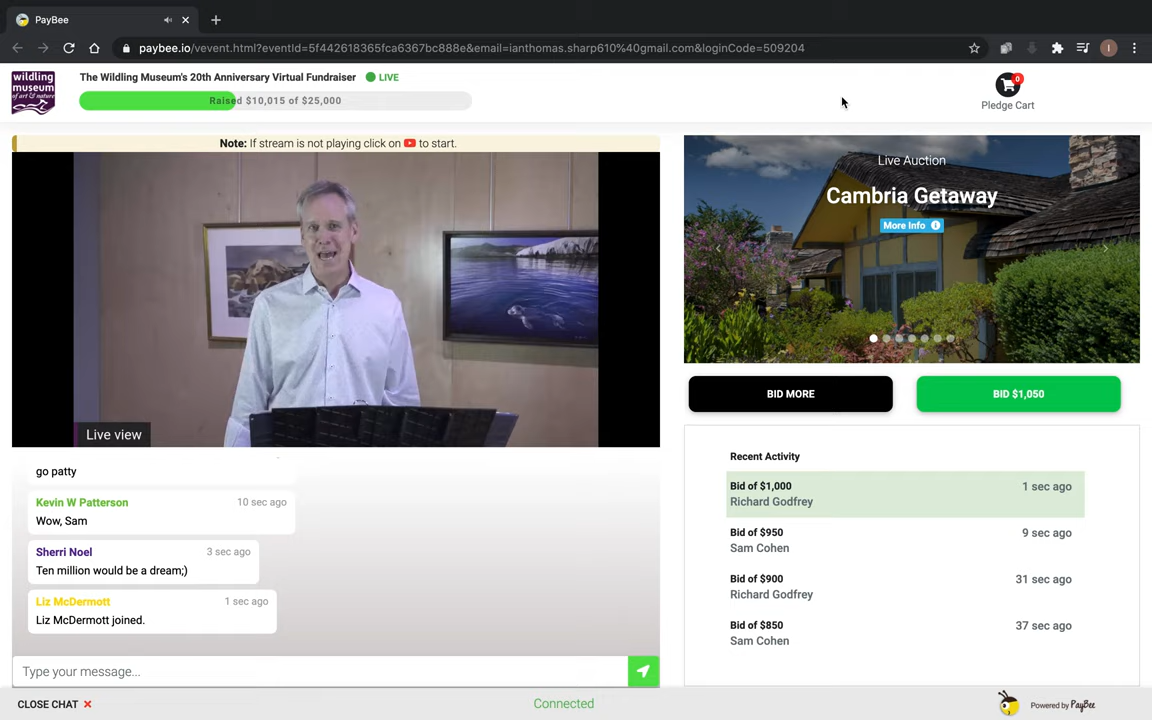 PayBee
paybee.io/vevent.html?eventId=5f442618365fca6367bc888e&email=ianthomas.sharp610%40gmail.com&loginCode=509204
I
wildling
museum
of art & nature
The Wildling Museum's 20th Anniversary Virtual Fundraiser
LIVE
Raised $10,015 of $25,000
0
Pledge Cart
Note: If stream is not playing click on to start.
Live view
Live Auction
Cambria Getaway
More Info
BID MORE
BID $1,050
go patty
Kevin W Patterson 10 sec ago
Wow, Sam
Sherri Noel 3 sec ago
Ten million would be a dream;)
Liz McDermott 1 sec ago
Liz McDermott joined.
Type your message...
Recent Activity
Bid of $1,000 1 sec ago
Richard Godfrey
Bid of $950 9 sec ago
Sam Cohen
Bid of $900 31 sec ago
Richard Godfrey
Bid of $850 37 sec ago
Sam Cohen
CLOSE CHAT
Connected
Powered by PayBee